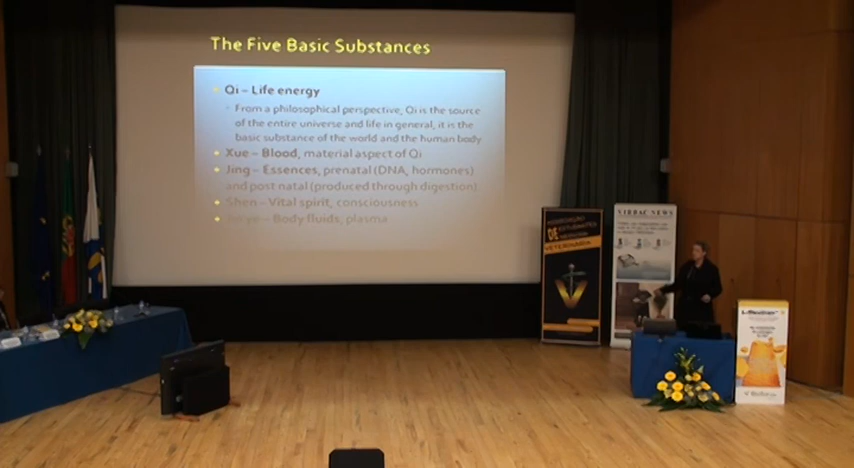 The Five Basic Substances
Qi – Life energy
From a philosophical perspective, Qi is the source
of the entire universe and life in general, it is the
basic substance of the world and the human body
Xue – Blood, material aspect of Qi
Jing – Essences, prenatal (DNA, hormones)
and post natal (produced through digestion)
Shen – Vital spirit, consciousness
– Body fluids, plasma
DE
VETERINÁRIA
VIRBAC NEWS